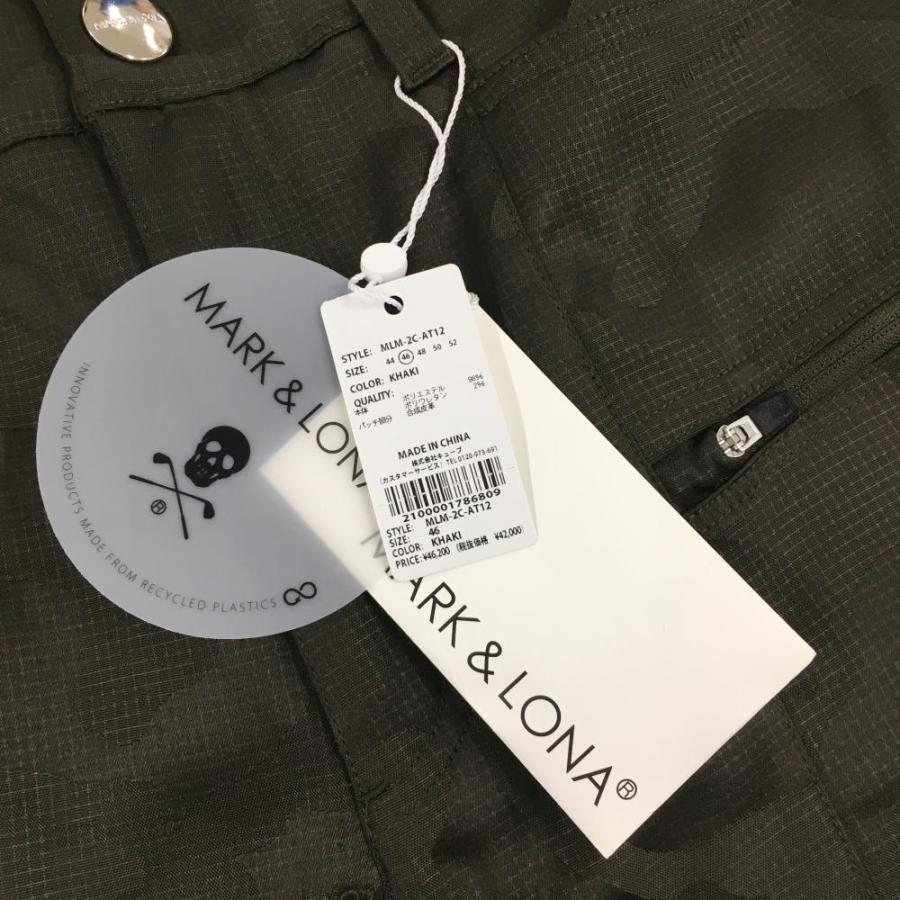 MARK & LONA
INNOVATIVE PRODUCTS MADE FROM RECYCLED PLASTICS
®
STYLE: MLM-2C-AT12
SIZE: 44 46 48 50 52
COLOR: KHAKI
QUALITY:
本体 ポリエステル 98%
ポリウレタン 2%
パッチ部分 合成皮革
MADE IN CHINA
株式会社キューブ
(カスタマーサービス) TEL 0120-973-691
2100001786809
STYLE: MLM-2C-AT12
SIZE: 46
COLOR: KHAKI
PRICE: ¥46,200 (税抜価格 ¥42,000)
MARK & LONA®